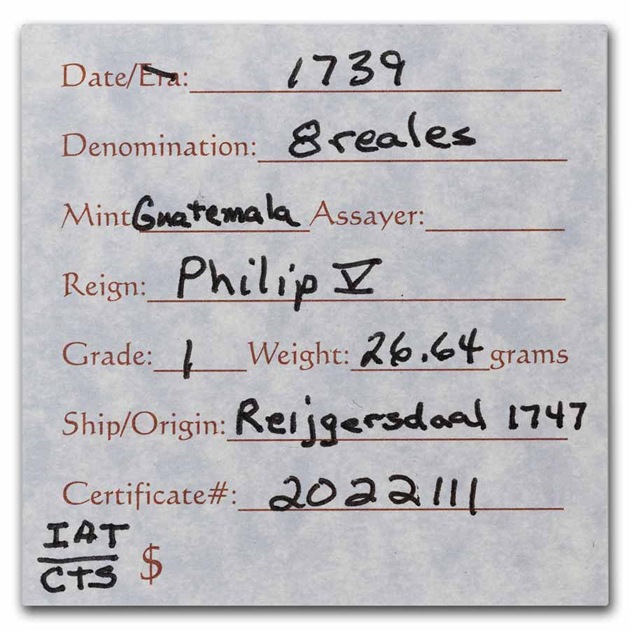 Date/Era: 1739
Denomination: 8 reales
Mint Guatemala Assayer:
Reign: Philip V
Grade: 1 Weight: 26.64 grams
Ship/Origin: Reijgersdaal 1747
Certificate#: 2022111
IAT
CTS $